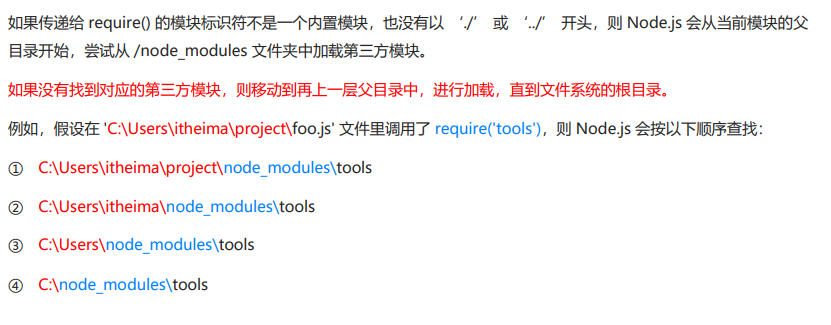 如果传递给 require() 的模块标识符不是一个内置模块，也没有以 ‘./’ 或 ‘../’ 开头，则 Node.js 会从当前模块的父
目录开始，尝试从 /node_modules 文件夹中加载第三方模块。
如果没有找到对应的第三方模块，则移动到再上一层父目录中，进行加载，直到文件系统的根目录。
例如，假设在 'C:\Users\itheima\project\foo.js' 文件里调用了 require('tools')，则 Node.js 会按以下顺序查找：
① C:\Users\itheima\project\node_modules\tools
② C:\Users\itheima\node_modules\tools
③ C:\Users\node_modules\tools
④ C:\node_modules\tools